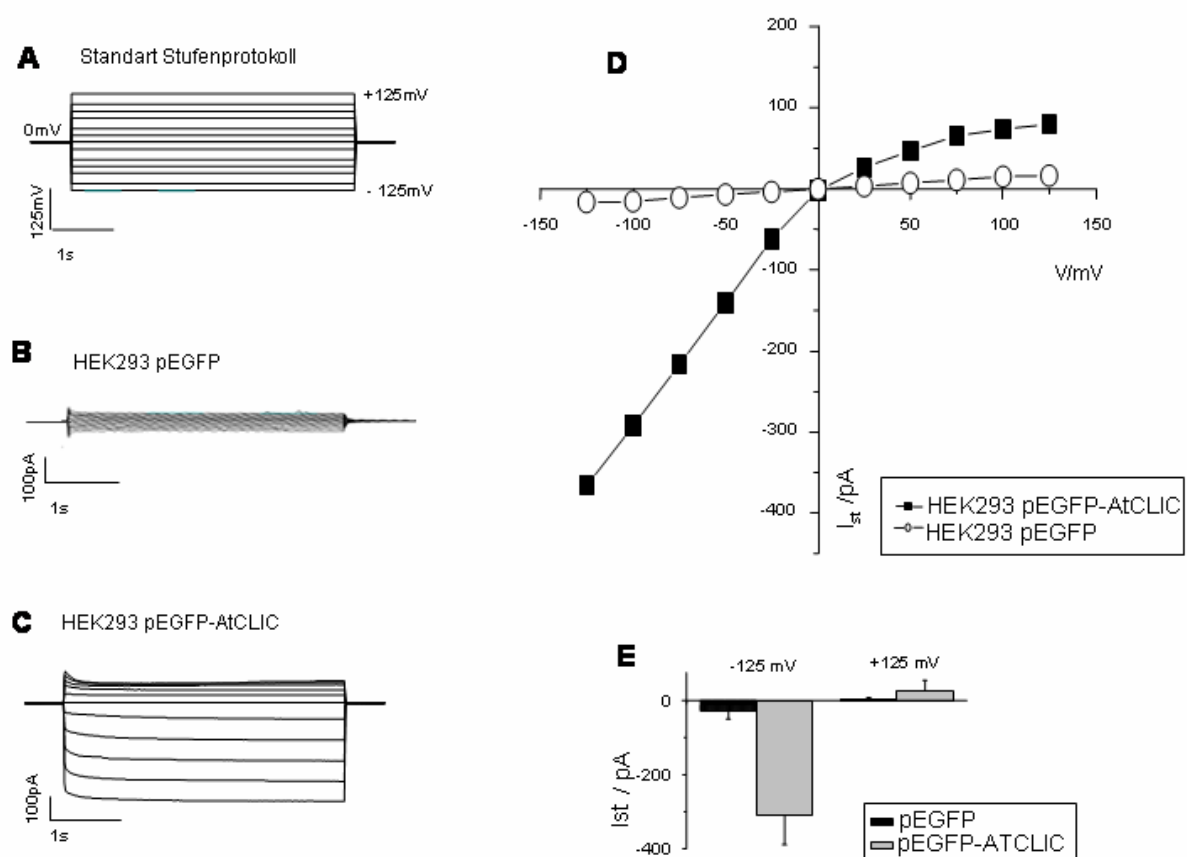 A Standart Stufenprotokoll
+125mV
0mV
- 125mV
125mV
1s
B HEK293 pEGFP
100pA
1s
C HEK293 pEGFP-AtCLIC
100pA
1s
D
200
100
-150 -100 -50 50 100 150
V/mV
-100
-200
-300
-400
Ist /pA
HEK293 pEGFP-AtCLIC
HEK293 pEGFP
E -125 mV +125 mV
0
-200
-400
Ist / pA
pEGFP
pEGFP-ATCLIC